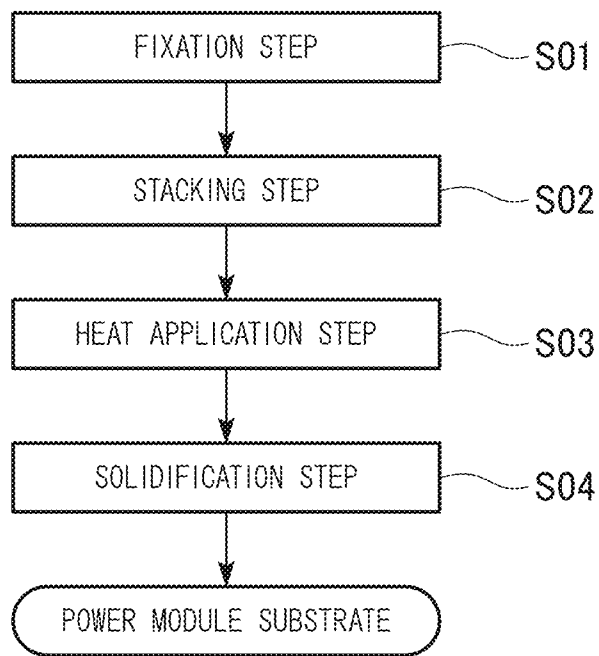 FIXATION STEP
S01
STACKING STEP
S02
HEAT APPLICATION STEP
S03
SOLIDIFICATION STEP
S04
POWER MODULE SUBSTRATE